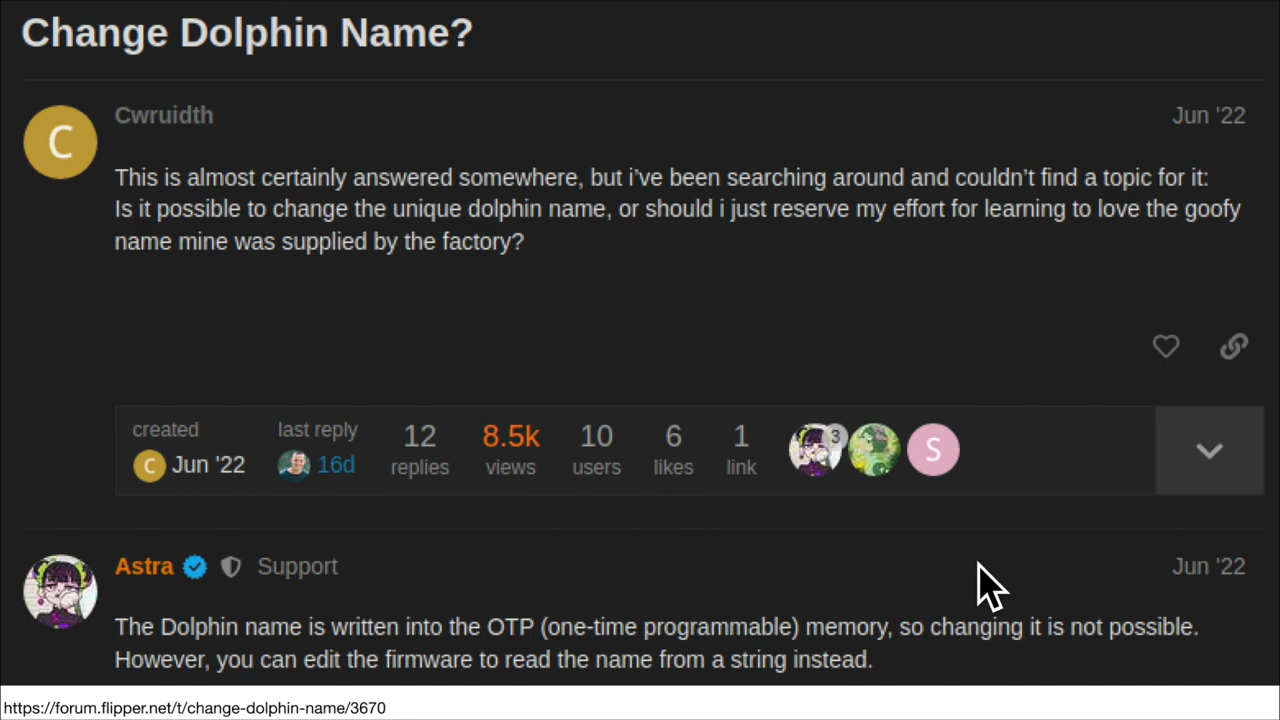 Change Dolphin Name?
C
Cwruidth
Jun '22
This is almost certainly answered somewhere, but i’ve been searching around and couldn’t find a topic for it:
Is it possible to change the unique dolphin name, or should i just reserve my effort for learning to love the goofy
name mine was supplied by the factory?
created
last reply
12
8.5k
10
6
1
3
S
C
Jun '22
16d
replies
views
users
likes
link
Astra
Support
Jun '22
The Dolphin name is written into the OTP (one-time programmable) memory, so changing it is not possible.
However, you can edit the firmware to read the name from a string instead.
https://forum.flipper.net/t/change-dolphin-name/3670